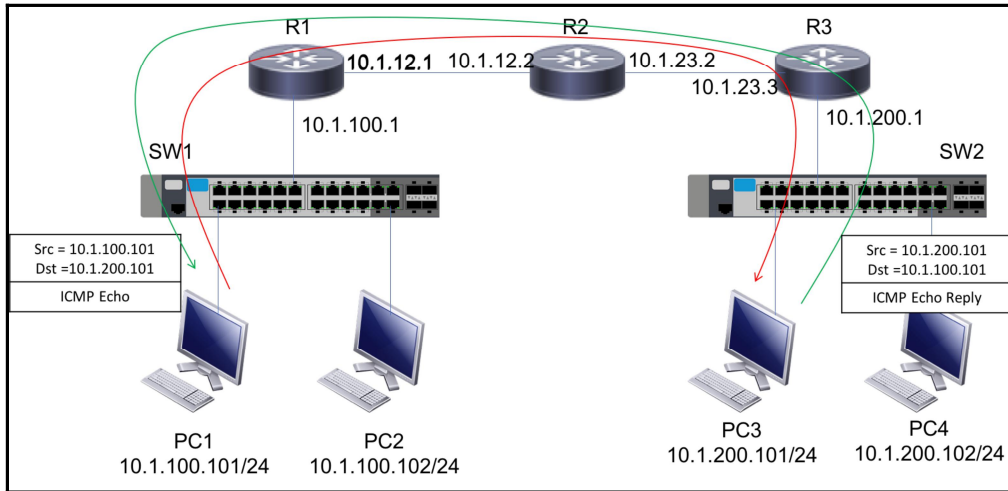 R1
R2
R3
10.1.12.1
10.1.12.2
10.1.23.2
10.1.23.3
10.1.100.1
10.1.200.1
SW1
SW2
Src = 10.1.100.101
Dst =10.1.200.101
ICMP Echo
Src = 10.1.200.101
Dst =10.1.100.101
ICMP Echo Reply
PC1
10.1.100.101/24
PC2
10.1.100.102/24
PC3
10.1.200.101/24
PC4
10.1.200.102/24